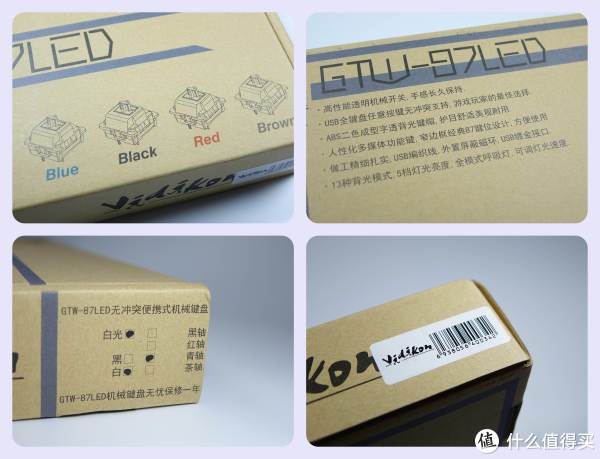 7LED
Blue
Black
Red
Brown
Vidikon
GTW-87LED
·高性能透明机械开关, 手感长久保持.
·USB全键盘任意按键无冲突支持, 游戏玩家的最佳选择.
·ABS二色成型字透背光键帽, 护目舒适美观耐用.
·人性化多媒体功能键, 窄边框经典87键位设计, 方便使用.
·做工精细扎实, USB编织线, 外置屏蔽磁环, USB镀金接口.
·13种背光模式, 5档灯光亮度, 全模式呼吸灯, 可调灯光速度.
GTW-87LED无冲突便携式机械键盘
白光 黑轴
红轴
黑 青轴
白 茶轴
GTW-87LED机械键盘无忧保修一年
kon
Vidikon
值 什么值得买